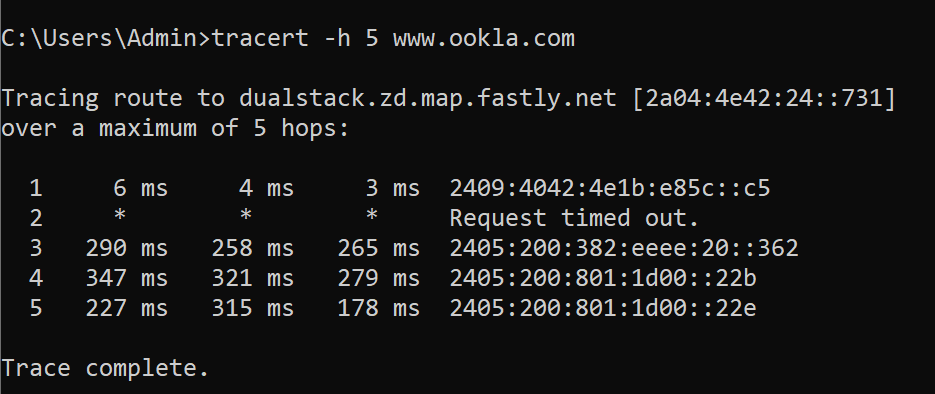 C:\Users\Admin>tracert -h 5 www.ookla.com
Tracing route to dualstack.zd.map.fastly.net [2a04:4e42:24::731]
over a maximum of 5 hops:
1 6 ms 4 ms 3 ms 2409:4042:4e1b:e85c::c5
2 * * * Request timed out.
3 290 ms 258 ms 265 ms 2405:200:382:eeee:20::362
4 347 ms 321 ms 279 ms 2405:200:801:1d00::22b
5 227 ms 315 ms 178 ms 2405:200:801:1d00::22e
Trace complete.